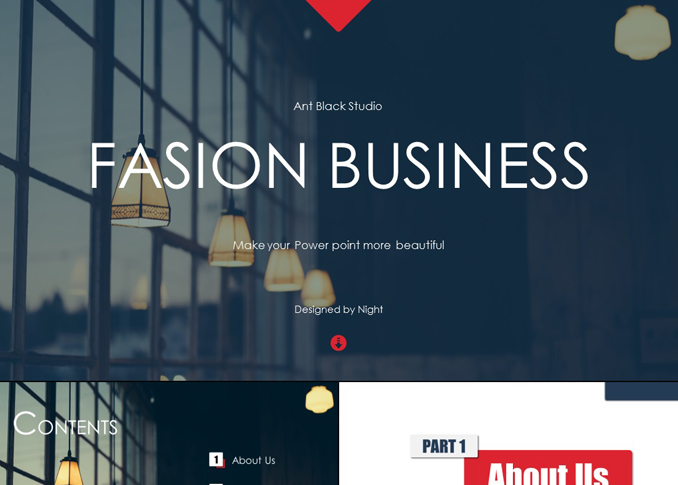 Ant Black Studio
FASION BUSINESS
Make your Power point more beautiful
Designed by Night
CONTENTS
1 About Us
PART 1
About Us